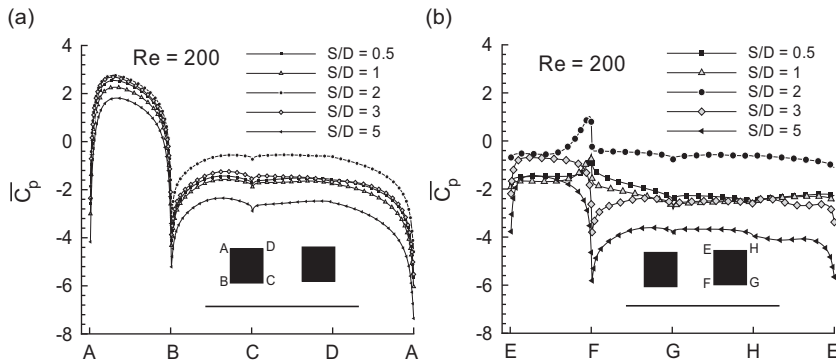 (a)
Re = 200
S/D = 0.5
S/D = 1
S/D = 2
S/D = 3
S/D = 5
4
2
0
-2
-4
-6
-8
C̅p
A
D
B
C
A
B
C
D
A
(b)
Re = 200
S/D = 0.5
S/D = 1
S/D = 2
S/D = 3
S/D = 5
4
2
0
-2
-4
-6
-8
C̅p
E
H
F
G
E
F
G
H
E